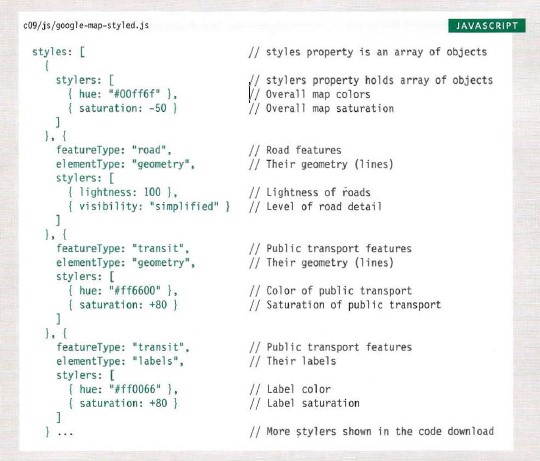 c09/js/google-map-styled.js JAVASCRIPT
styles: [ // styles property is an array of objects
{
stylers: [ // stylers property holds array of objects
{ hue: "#00ff6f" }, // Overall map colors
{ saturation: -50 } // Overall map saturation
]
}, {
featureType: "road", // Road features
elementType: "geometry", // Their geometry (lines)
stylers: [
{ lightness: 100 }, // Lightness of roads
{ visibility: "simplified" } // Level of road detail
]
}, {
featureType: "transit", // Public transport features
elementType: "geometry", // Their geometry (lines)
stylers: [
{ hue: "#ff6600" }, // Color of public transport
{ saturation: +80 } // Saturation of public transport
]
}, {
featureType: "transit", // Public transport features
elementType: "labels", // Their labels
stylers: [
{ hue: "#ff0066" }, // Label color
{ saturation: +80 } // Label saturation
]
} ... // More stylers shown in the code download